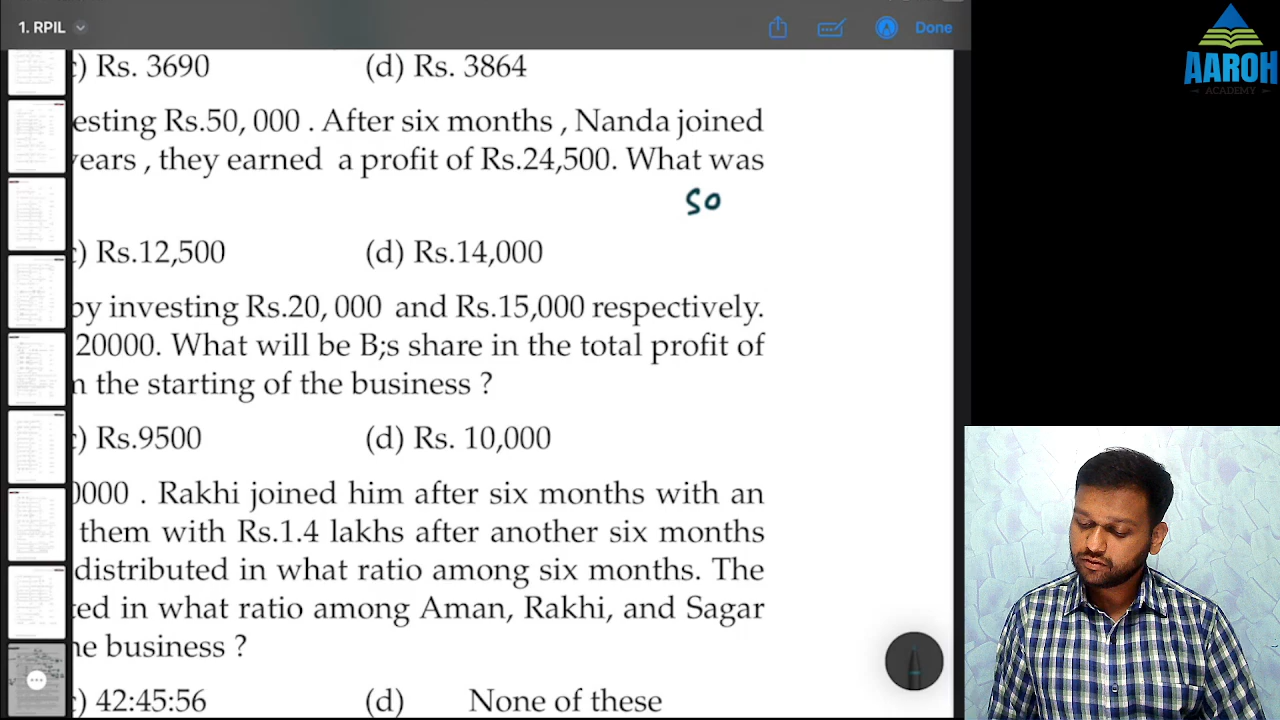 1. RPIL
Done
AAROH
ACADEMY
c) Rs. 3690 (d) Rs. 3864
esting Rs.50, 000 . After six months , Nanda joined
years , they earned a profit of Rs.24,500. What was
50
c) Rs.12,500 (d) Rs.14,000
by investing Rs.20, 000 and Rs.15,000 respectively.
20000. What will be B;s share in the total profit of
m the starting of the business ?
c) Rs.9500 (d) Rs. 10,000
0000 . Rakhi joined him after six months with an
them with Rs.1.4 lakhs after another six months
distributed in what ratio among six months. The
ted in what ratio among Aman, Rakhi, and Sagar
he business ?
c) 42:45:56 (d) None of these